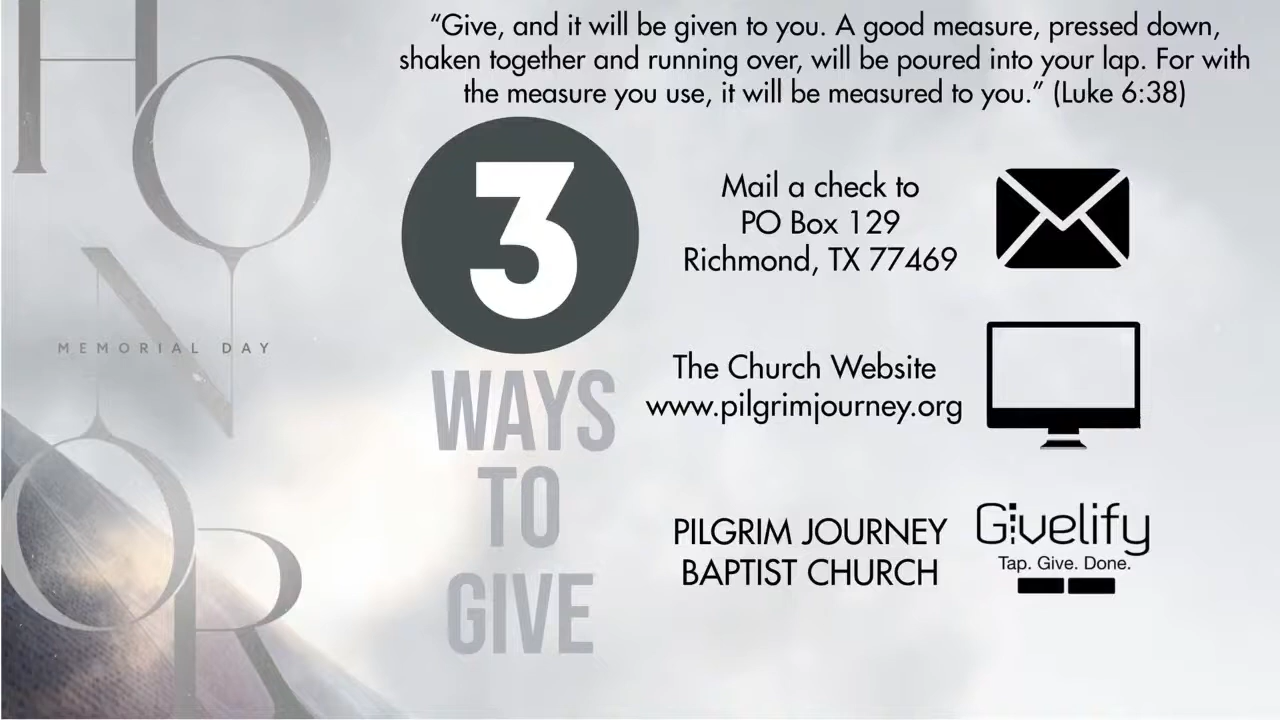 HONOR
MEMORIAL DAY
“Give, and it will be given to you. A good measure, pressed down,
shaken together and running over, will be poured into your lap. For with
the measure you use, it will be measured to you.” (Luke 6:38)
3
WAYS
TO
GIVE
Mail a check to
PO Box 129
Richmond, TX 77469
The Church Website
www.pilgrimjourney.org
PILGRIM JOURNEY
BAPTIST CHURCH
Givelify
Tap. Give. Done.